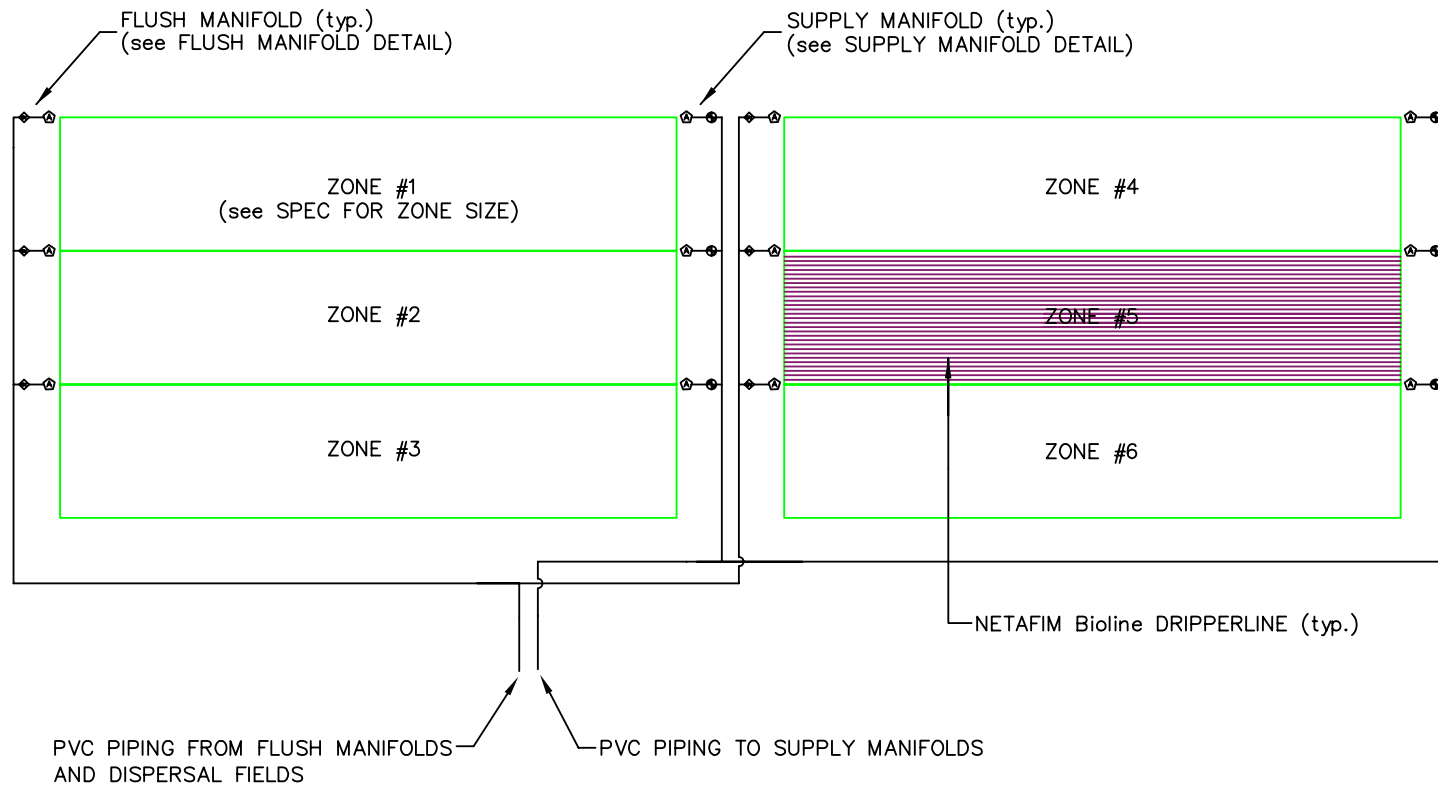 FLUSH MANIFOLD (typ.)
(see FLUSH MANIFOLD DETAIL)
SUPPLY MANIFOLD (typ.)
(see SUPPLY MANIFOLD DETAIL)
ZONE #1
(see SPEC FOR ZONE SIZE)
ZONE #4
ZONE #2
ZONE #5
ZONE #3
ZONE #6
NETAFIM Bioline DRIPPERLINE (typ.)
PVC PIPING FROM FLUSH MANIFOLDS
AND DISPERSAL FIELDS
PVC PIPING TO SUPPLY MANIFOLDS